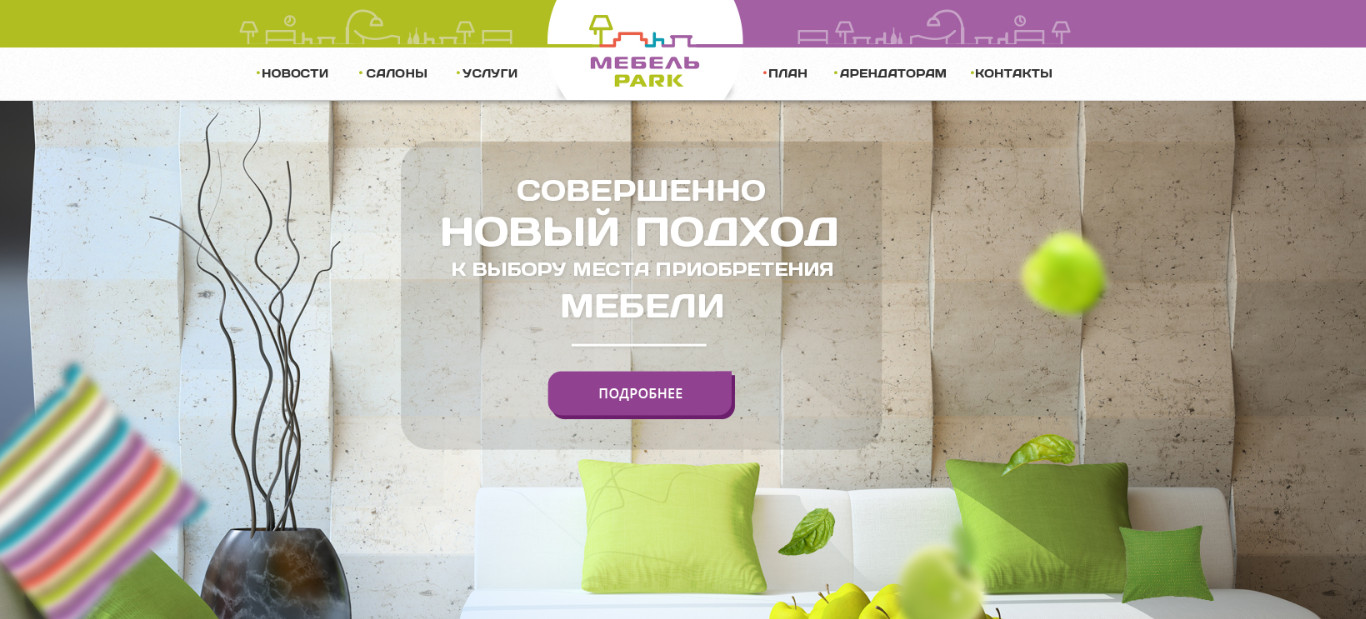 НОВОСТИ
САЛОНЫ
УСЛУГИ
МЕБЕЛЬ
PARK
ПЛАН
АРЕНДАТОРАМ
КОНТАКТЫ
СОВЕРШЕННО
НОВЫЙ ПОДХОД
К ВЫБОРУ МЕСТА ПРИОБРЕТЕНИЯ
МЕБЕЛИ
ПОДРОБНЕЕ